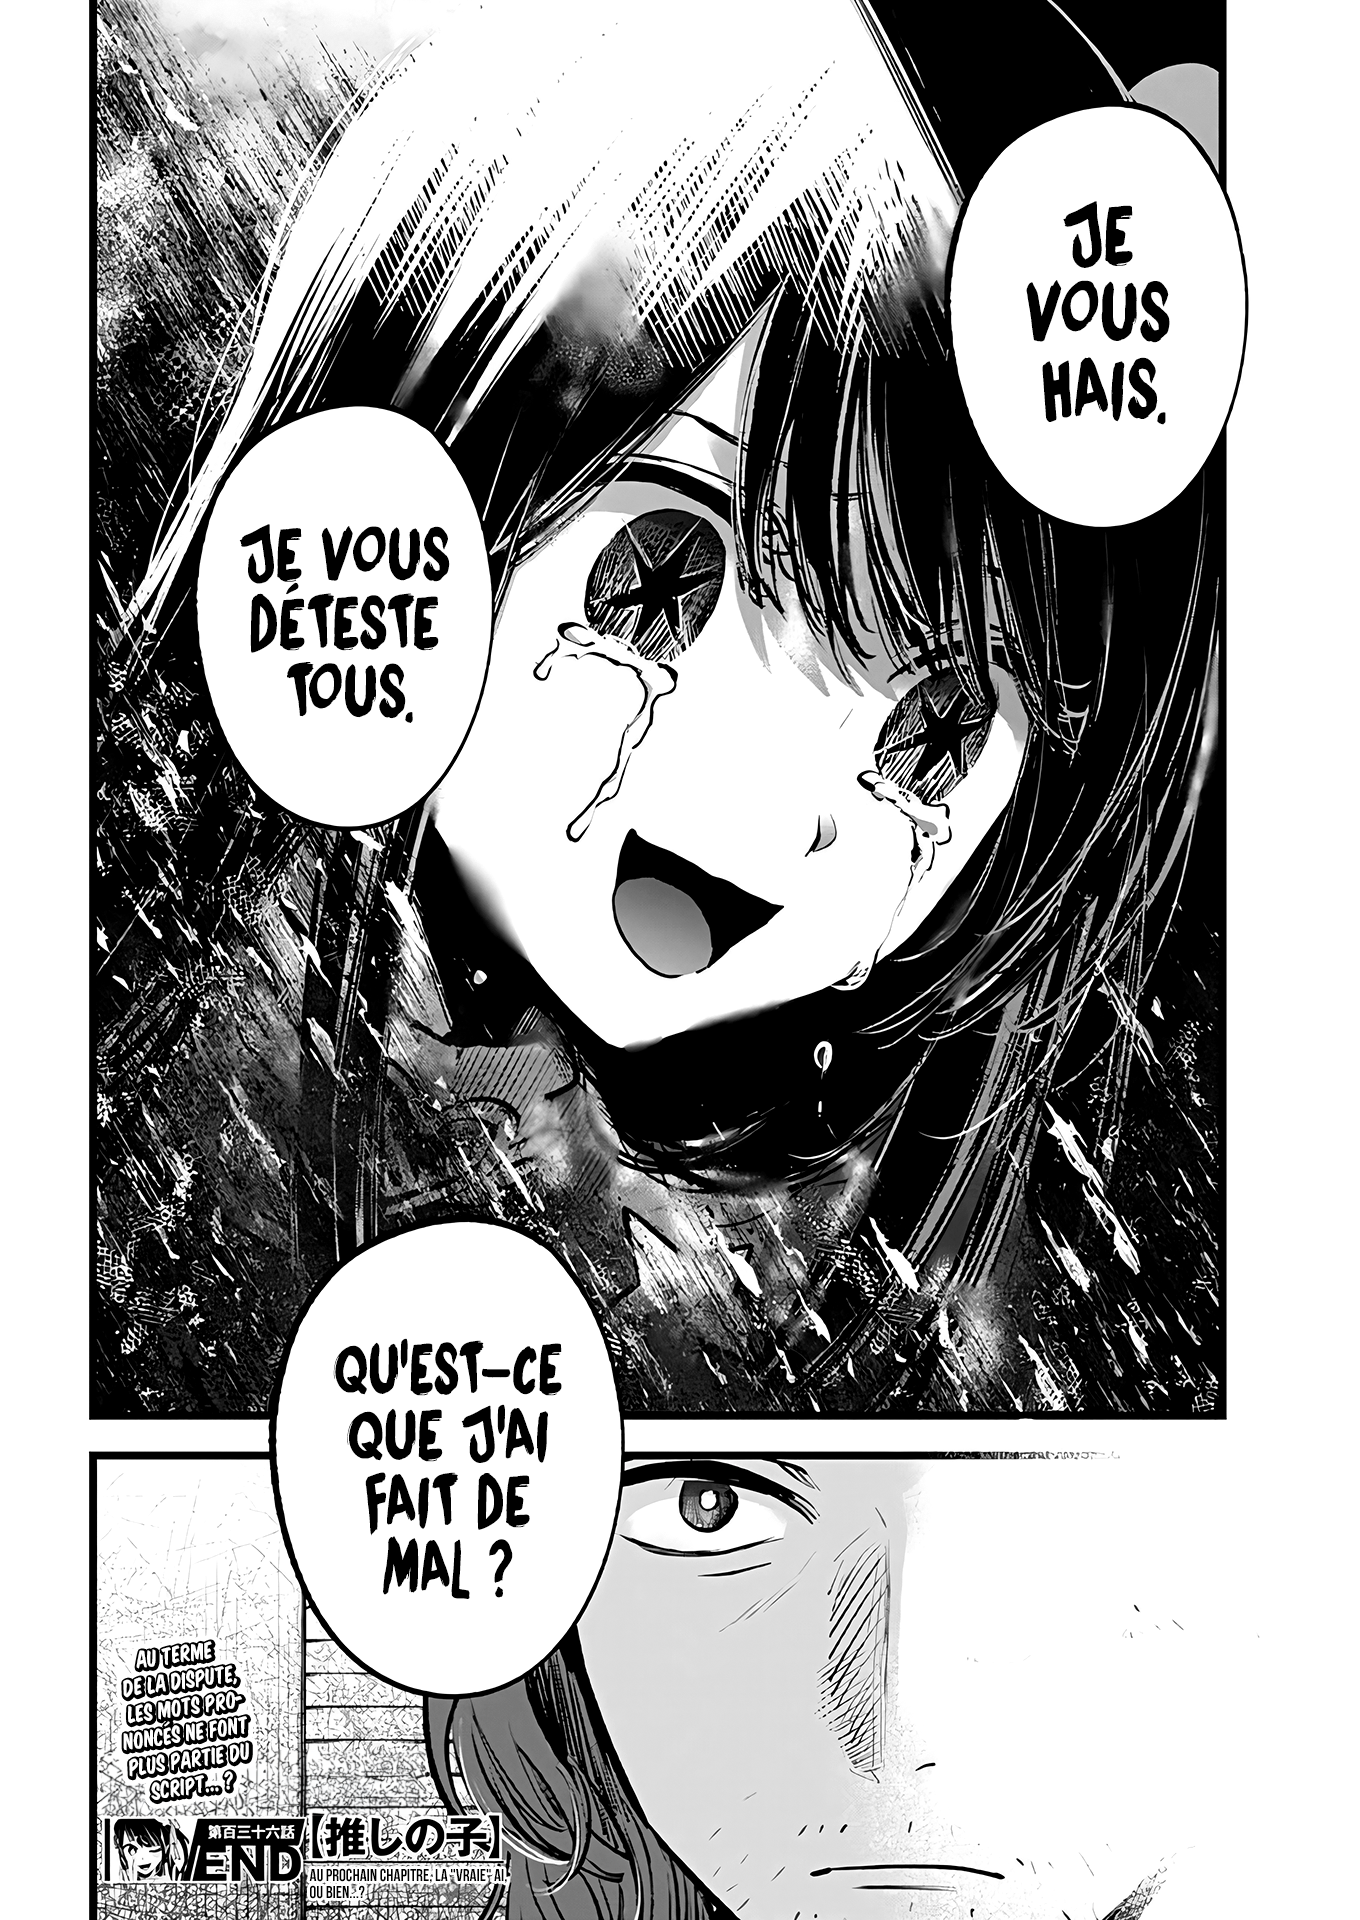 JE
VOUS
HAIS.
JE VOUS
DÉTESTE
TOUS.
QU'EST-CE
QUE J'AI
FAIT DE
MAL ?
AU TERME
DE LA DISPUTE,
LES MOTS PRO-
NONCÉS NE FONT
PLUS PARTIE DU
SCRIPT... ?
第百三十六話
END
【推しの子】
AU PROCHAIN CHAPITRE, LA "VRAIE" AI,
OU BIEN...?